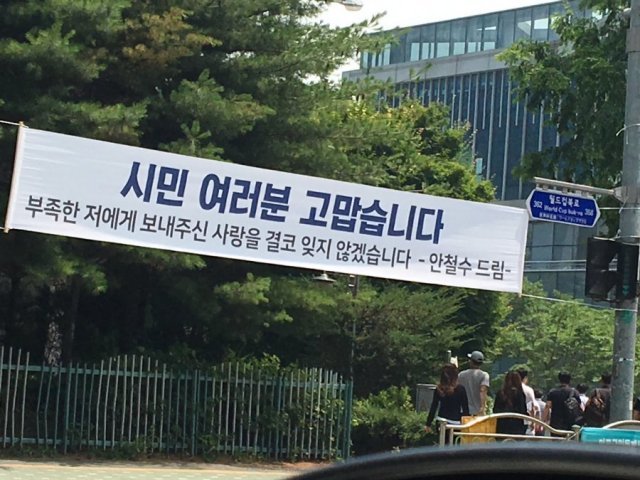 시민 여러분 고맙습니다
부족한 저에게 보내주신 사랑을 결코 잊지 않겠습니다 - 안철수 드림-
월드컵북로
362 World Cup buk-ro 358